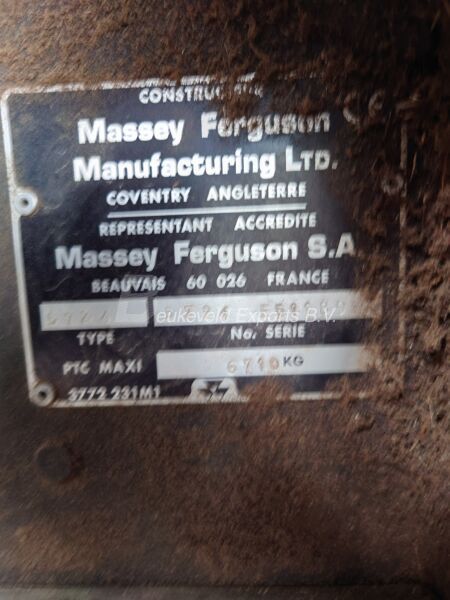 CONSTRUCTEUR
Massey Ferguson
Manufacturing LTD.
COVENTRY ANGLETERRE
REPRESENTANT ACCREDITE
Massey Ferguson S.A
BEAUVAIS 60 026 FRANCE
Leukeveld Exports B.V.
TYPE No. SERIE
PTC MAXI 6710 KG
3772 231M1